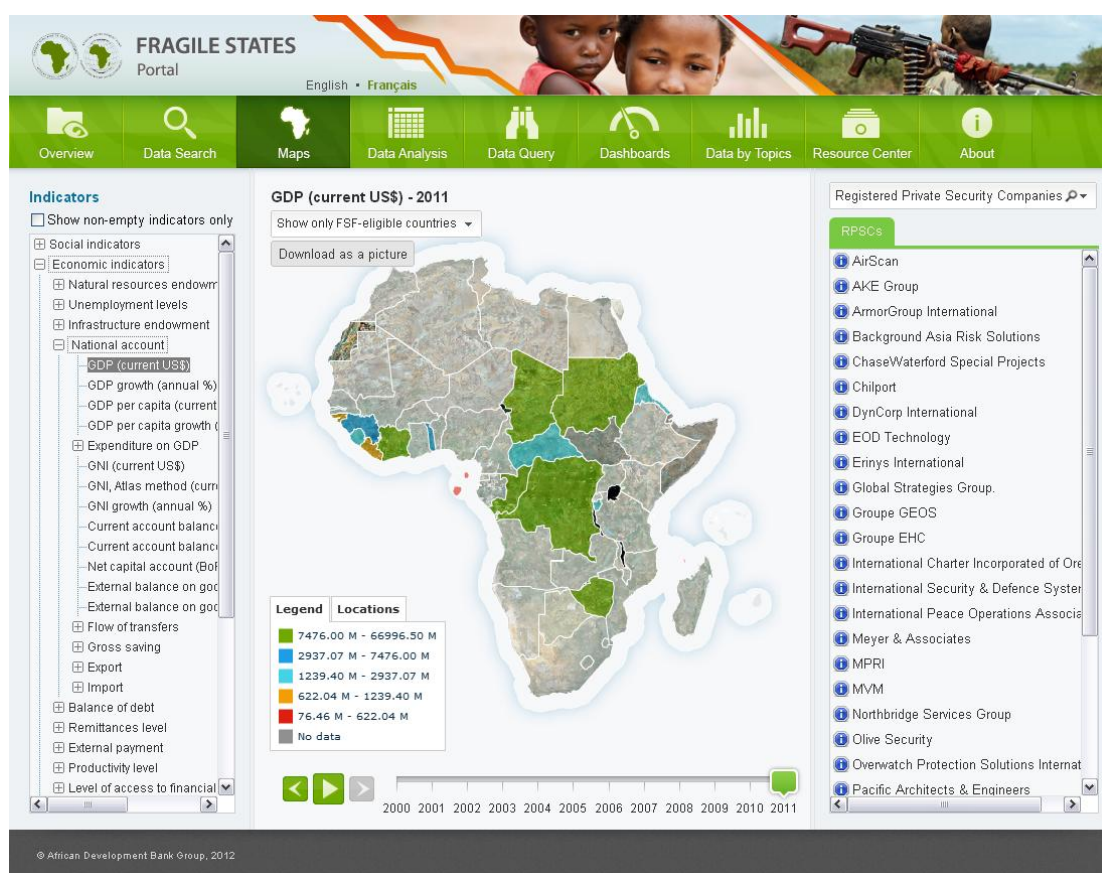 FRAGILE STATES
Portal
English • Français
Overview
Data Search
Maps
Data Analysis
Data Query
Dashboards
Data by Topics
Resource Center
About
Indicators
Show non-empty indicators only
Social indicators
Economic indicators
Natural resources endowm
Unemployment levels
Infrastructure endowment
National account
GDP (current US$)
GDP growth (annual %)
GDP per capita (current
GDP per capita growth (
Expenditure on GDP
GNI (current US$)
GNI, Atlas method (curr
GNI growth (annual %)
Current account balanc
Current account balanc
Net capital account (BoP
External balance on goo
External balance on goo
Flow of transfers
Gross saving
Export
Import
Balance of debt
Remittances level
External payment
Productivity level
Level of access to financial
GDP (current US$) - 2011
Show only FSF-eligible countries
Download as a picture
Legend Locations
7476.00 M - 66996.50 M
2937.07 M - 7476.00 M
1239.40 M - 2937.07 M
622.04 M - 1239.40 M
76.46 M - 622.04 M
No data
2000 2001 2002 2003 2004 2005 2006 2007 2008 2009 2010 2011
Registered Private Security Companies
RPSCs
AirScan
AKE Group
ArmorGroup International
Background Asia Risk Solutions
ChaseWaterford Special Projects
Chilport
DynCorp International
EOD Technology
Erinys International
Global Strategies Group.
Groupe GEOS
Groupe EHC
International Charter Incorporated of Ore
International Security & Defence System
International Peace Operations Associa
Meyer & Associates
MPRI
MVM
Northbridge Services Group
Olive Security
Overwatch Protection Solutions Internat
Pacific Architects & Engineers
© African Development Bank Group, 2012